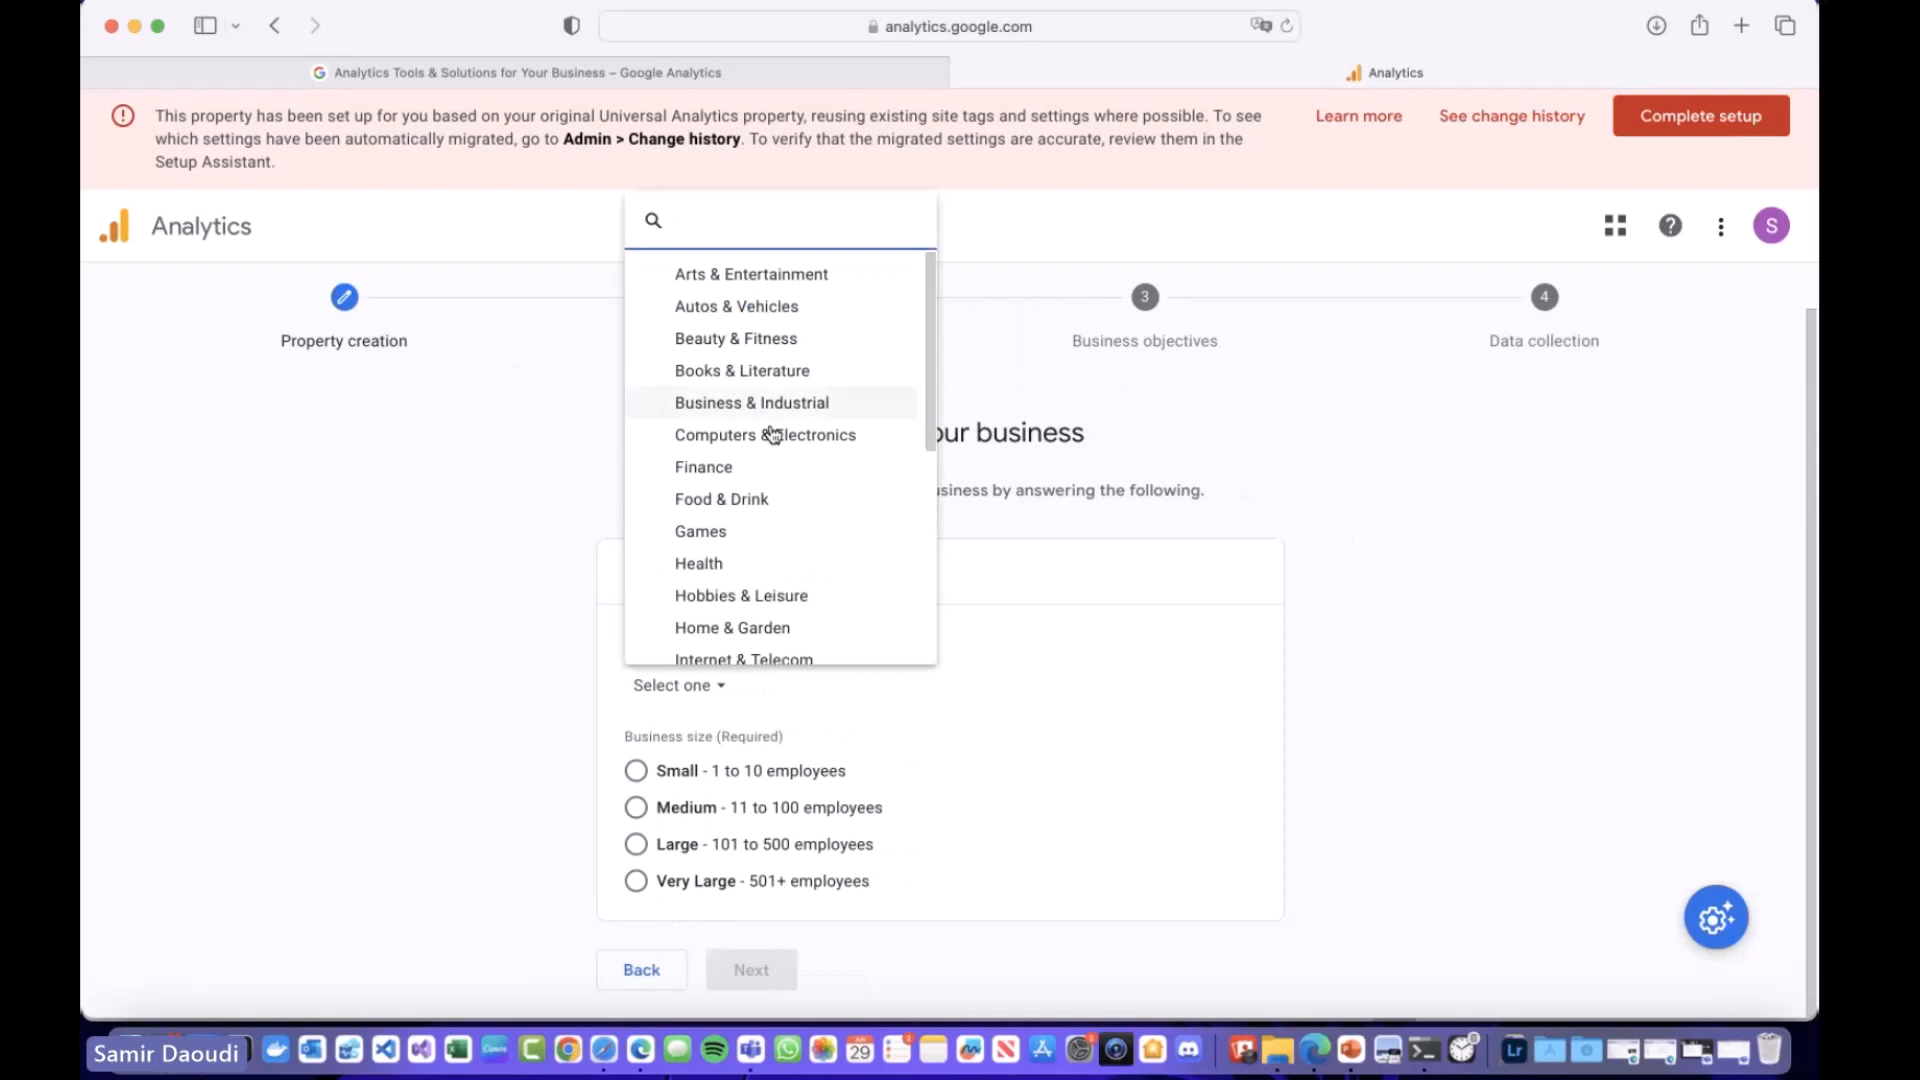 analytics.google.com
Analytics Tools & Solutions for Your Business – Google Analytics
Analytics
This property has been set up for you based on your original Universal Analytics property, reusing existing site tags and settings where possible. To see
which settings have been automatically migrated, go to Admin > Change history. To verify that the migrated settings are accurate, review them in the
Setup Assistant.
Learn more
See change history
Complete setup
Analytics
S
Property creation
3
Business objectives
4
Data collection
Arts & Entertainment
Autos & Vehicles
Beauty & Fitness
Books & Literature
Business & Industrial
Computers & Electronics
Finance
Food & Drink
Games
Health
Hobbies & Leisure
Home & Garden
Internet & Telecom
our business
usiness by answering the following.
Select one
Business size (Required)
Small - 1 to 10 employees
Medium - 11 to 100 employees
Large - 101 to 500 employees
Very Large - 501+ employees
Back
Next
Samir Daoudi
29
Lr